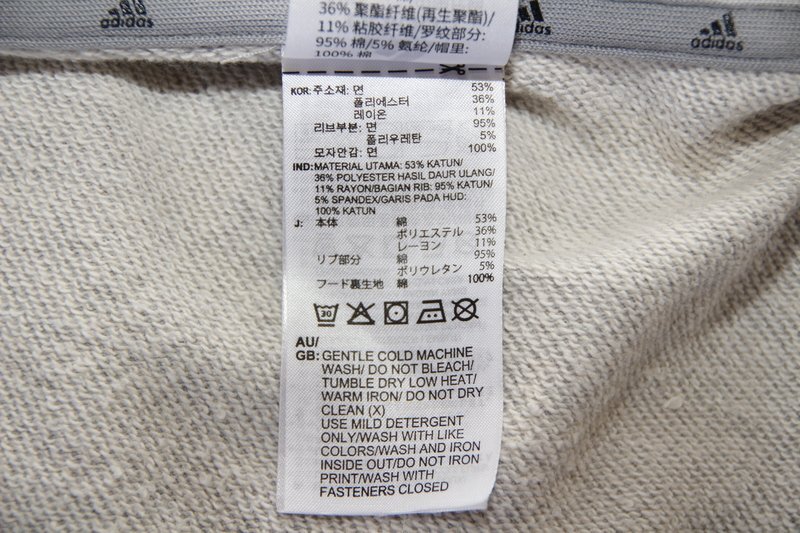 adidas
adidas
adidas
36% 聚酯纤维(再生聚酯)/
11% 粘胶纤维/罗纹部分:
95% 棉/5% 氨纶/帽里:
100% 棉
KOR: 주소재: 면 53%
폴리에스터 36%
레이온 11%
리브부분: 면 95%
폴리우레탄 5%
모자안감: 면 100%
IND: MATERIAL UTAMA: 53% KATUN/
36% POLYESTER HASIL DAUR ULANG/
11% RAYON/BAGIAN RIB: 95% KATUN/
5% SPANDEX/GARIS PADA HUD:
100% KATUN
J: 本体 綿 53%
ポリエステル 36%
レーヨン 11%
リブ部分 綿 95%
ポリウレタン 5%
フード裏生地 綿 100%
30
AU/
GB: GENTLE COLD MACHINE
WASH/ DO NOT BLEACH/
TUMBLE DRY LOW HEAT/
WARM IRON/ DO NOT DRY
CLEAN (X)
USE MILD DETERGENT
ONLY/WASH WITH LIKE
COLORS/WASH AND IRON
INSIDE OUT/DO NOT IRON
PRINT/WASH WITH
FASTENERS CLOSED